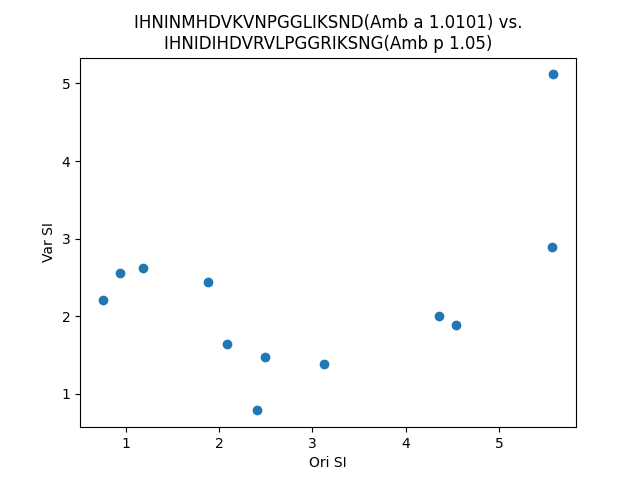 IHNINMHDVKVNPGGLIKSND(Amb a 1.0101) vs.
IHNIDIHDVRVLPGGRIKSNG(Amb p 1.05)
5
4
3
2
1
Var SI
1 2 3 4 5
Ori SI